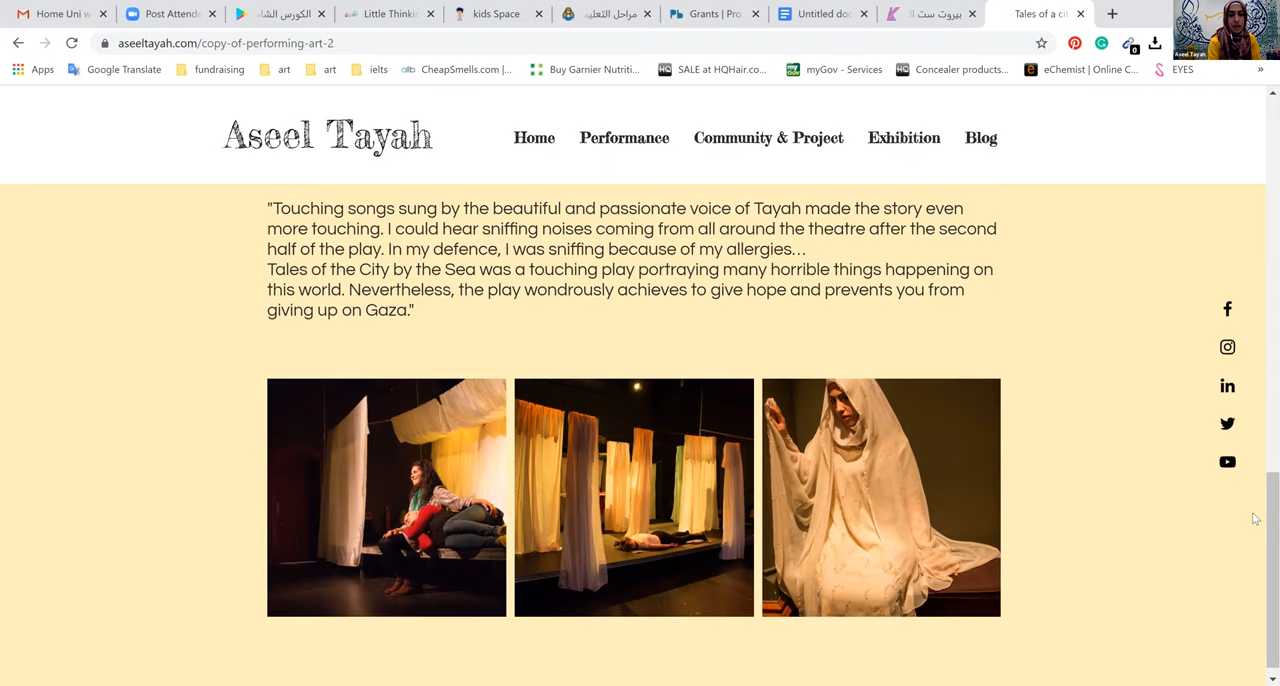 Home Uni w
Post Attende
الكورس الشا
Little Thinki
kids Space
مراحل التعليم
Grants | Pro
Untitled doc
بيروت ست ال
Tales of a cit
aseeltayah.com/copy-of-performing-art-2
0
Aseel Tayah
Apps
Google Translate
fundraising
art
art
ielts
CheapSmells.com |...
Buy Garnier Nutriti...
SALE at HQHair.co...
myGov - Services
Concealer products...
eChemist | Online C...
EYES
»
Aseel Tayah
Home
Performance
Community & Project
Exhibition
Blog
"Touching songs sung by the beautiful and passionate voice of Tayah made the story even
more touching. I could hear sniffing noises coming from all around the theatre after the second
half of the play. In my defence, I was sniffing because of my allergies...
Tales of the City by the Sea was a touching play portraying many horrible things happening on
this world. Nevertheless, the play wondrously achieves to give hope and prevents you from
giving up on Gaza."